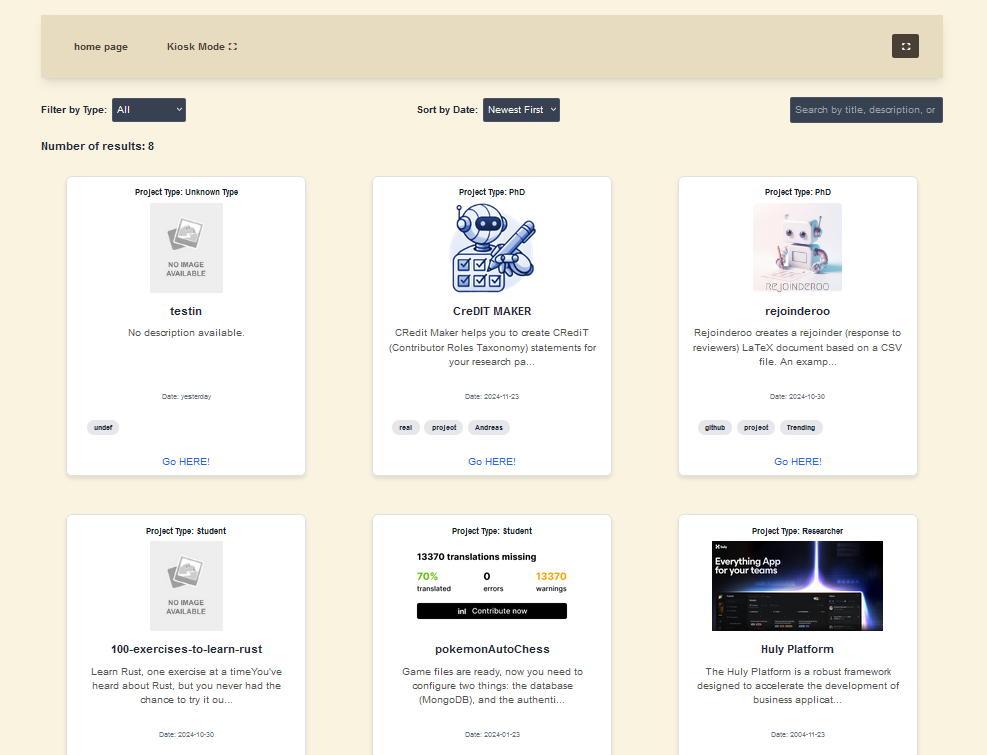 home page Kiosk Mode
Filter by Type: All Sort by Date: Newest First Search by title, description, or
Number of results: 8
Project Type: Unknown Type
NO IMAGE
AVAILABLE
testin
No description available.
Date: yesterday
undef
Go HERE!
Project Type: PhD
CreDIT MAKER
CRedit Maker helps you to create CRediT
(Contributor Roles Taxonomy) statements for
your research pa...
Date: 2024-11-23
real project Andreas
Go HERE!
Project Type: PhD
REJOINDEROO
rejoinderoo
Rejoinderoo creates a rejoinder (response to
reviewers) LaTeX document based on a CSV
file. An examp...
Date: 2024-10-30
github project Trending
Go HERE!
Project Type: Student
NO IMAGE
AVAILABLE
100-exercises-to-learn-rust
Learn Rust, one exercise at a timeYou've
heard about Rust, but you never had the
chance to try it ou...
Date: 2024-10-30
Project Type: Student
13370 translations missing
70% 0 13370
translated errors warnings
inl Contribute now
pokemonAutoChess
Game files are ready, now you need to
configure two things: the database
(MongoDB), and the authenti...
Date: 2024-01-23
Project Type: Researcher
Huly
Everything App
for your teams
Huly Platform
The Huly Platform is a robust framework
designed to accelerate the development of
business applicat...
Date: 2004-11-23